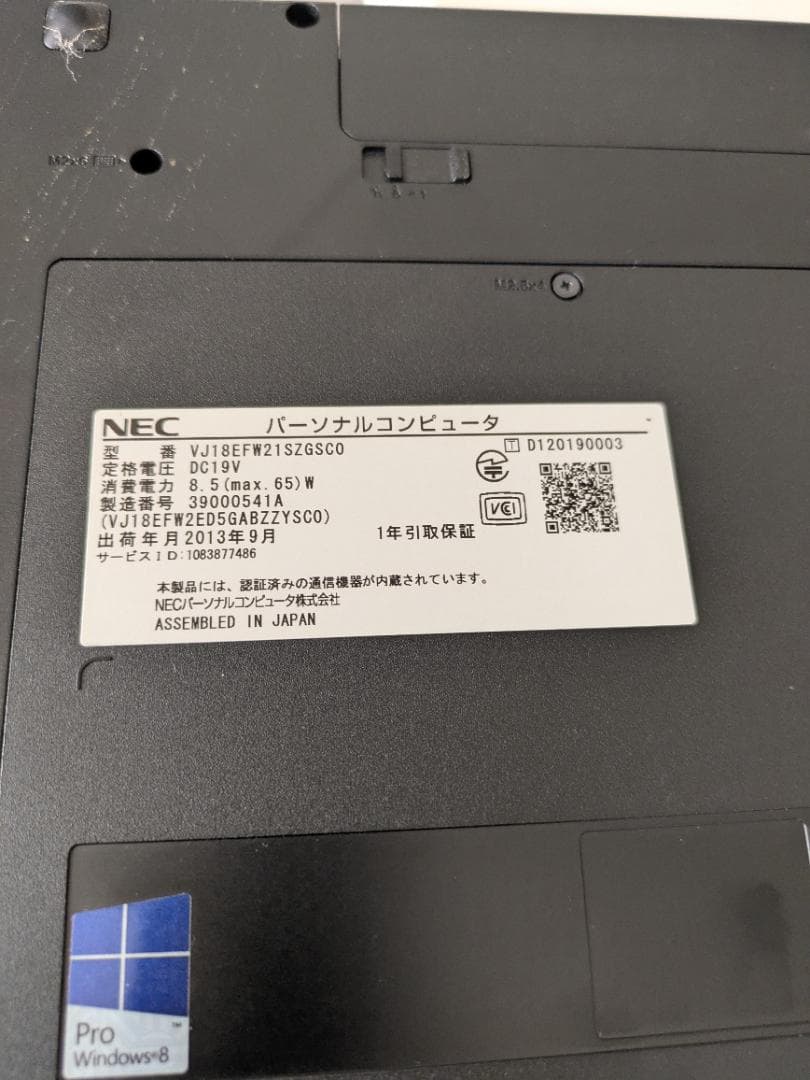 M2.5x4
NEC パーソナルコンピュータ
型 番 VJ18EFW21SZGSC0
T D120190003
定格電圧 DC19V
消費電力 8.5(max.65)W
製造番号 39000541A
(VJ18EFW2ED5GABZZYSC0)
VCCI
出荷年月2013年9月 1年引取保証
サービスID:1083877486
本製品には、認証済みの通信機器が内蔵されています。
NECパーソナルコンピュータ株式会社
ASSEMBLED IN JAPAN
Pro
Windows 8